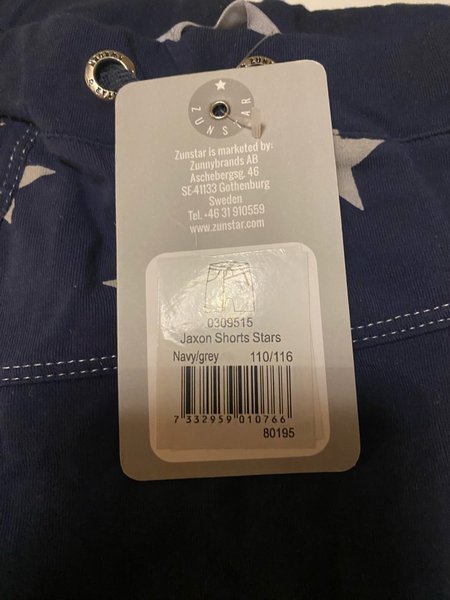 ZUNSTAR
Zunstar is marketed by:
Zunnybrands AB
Aschebergsg. 46
SE-41133 Gothenburg
Sweden
Tel. +46 31 910559
www.zunstar.com
0309515
Jaxon Shorts Stars
Navy/grey 110/116
7 332959 010766
80195